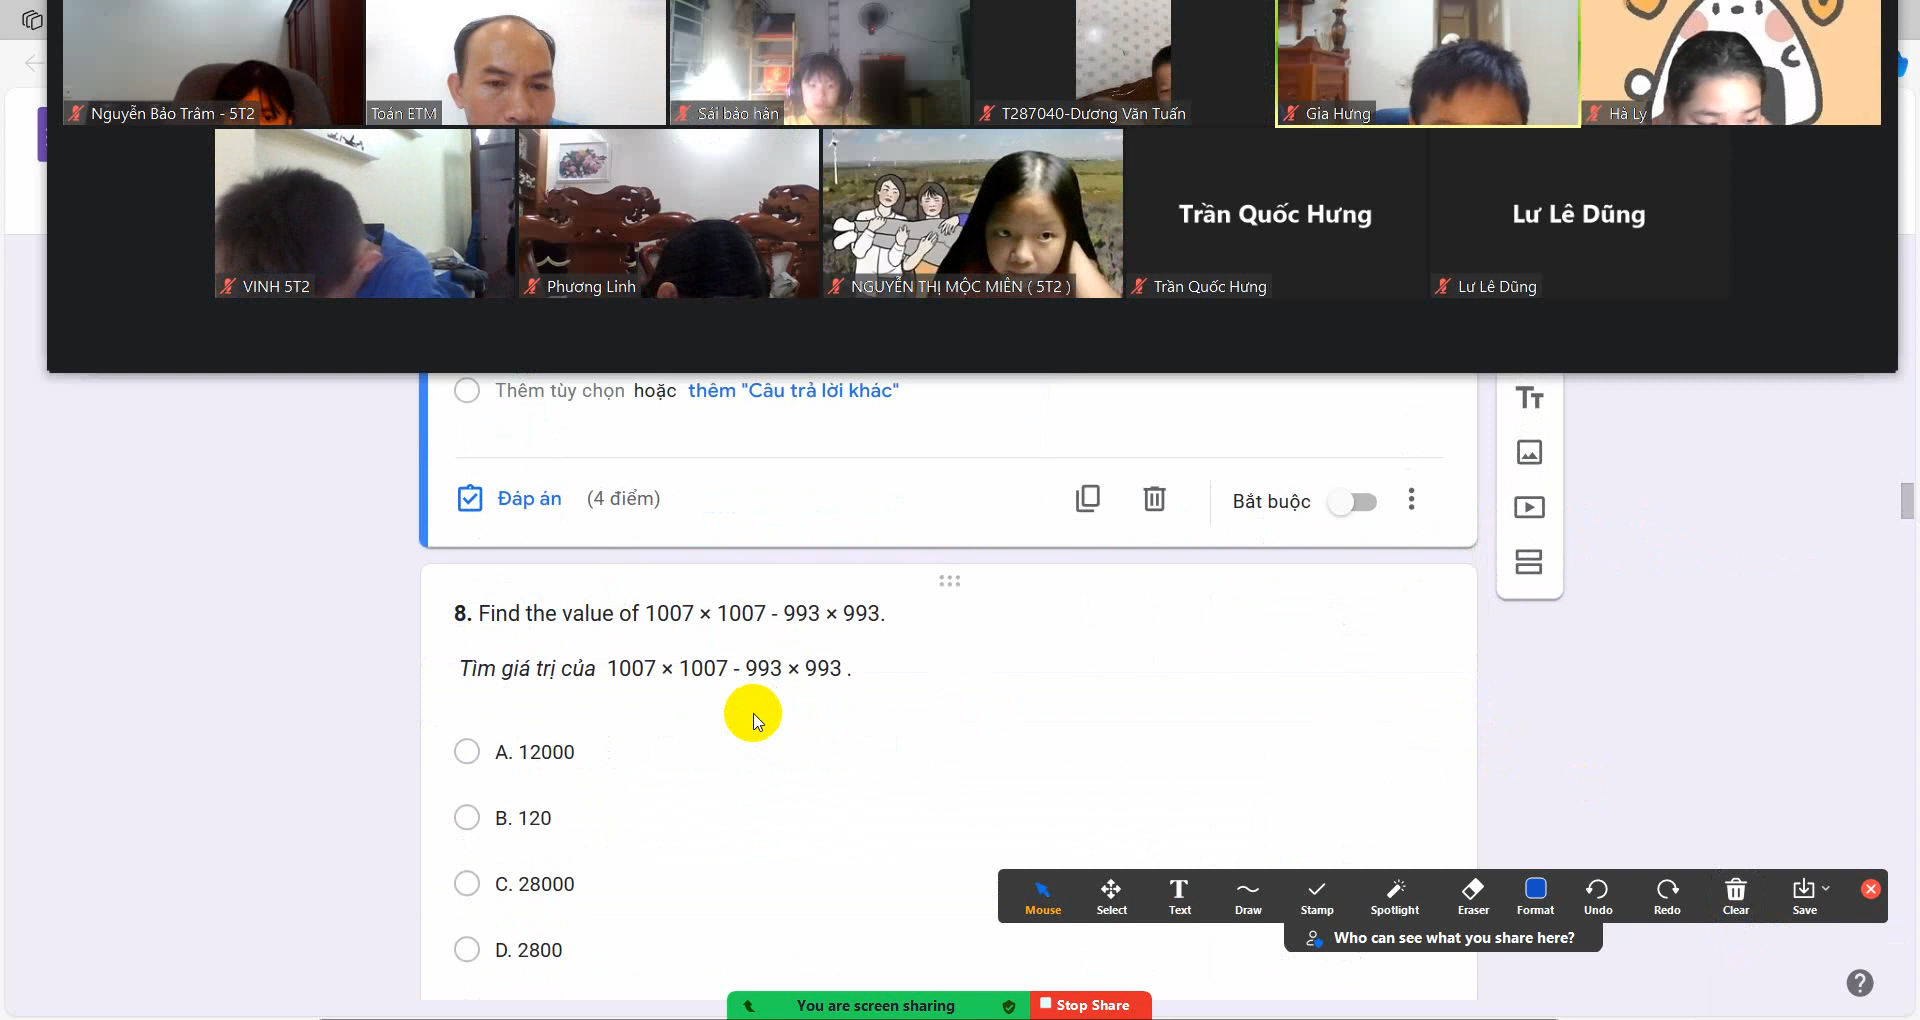 Nguyễn Bảo Trâm - 5T2
Toán ETM
Sái bảo hân
T287040-Dương Văn Tuấn
Gia Hưng
Hà Ly
VINH 5T2
Phương Linh
NGUYỄN THỊ MỘC MIÊN ( 5T2 )
Trần Quốc Hưng
Trần Quốc Hưng
Lư Lê Dũng
Lư Lê Dũng
Thêm tùy chọn hoặc thêm "Câu trả lời khác"
Đáp án (4 điểm)
Bắt buộc
8. Find the value of 1007 × 1007 - 993 × 993.
Tìm giá trị của 1007 × 1007 - 993 × 993 .
A. 12000
B. 120
C. 28000
D. 2800
Mouse
Select
Text
Draw
Stamp
Spotlight
Eraser
Format
Undo
Redo
Clear
Save
Who can see what you share here?
You are screen sharing
Stop Share